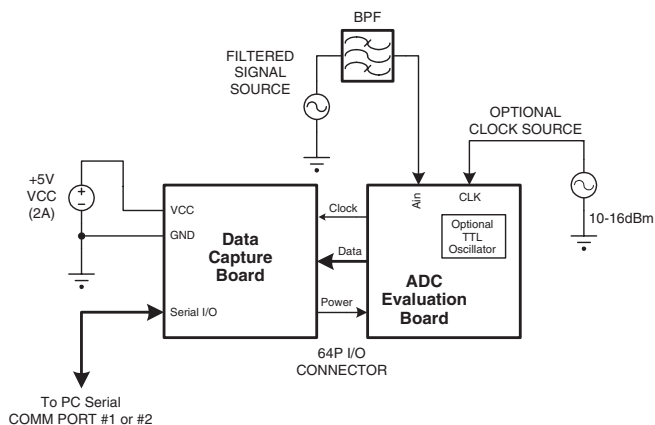 BPF
FILTERED
SIGNAL
SOURCE
OPTIONAL
CLOCK SOURCE
+5V
VCC
(2A)
VCC
GND
Serial I/O
Data
Capture
Board
Clock
Data
Power
Ain
CLK
Optional
TTL
Oscillator
ADC
Evaluation
Board
10-16dBm
64P I/O
CONNECTOR
To PC Serial
COMM PORT #1 or #2